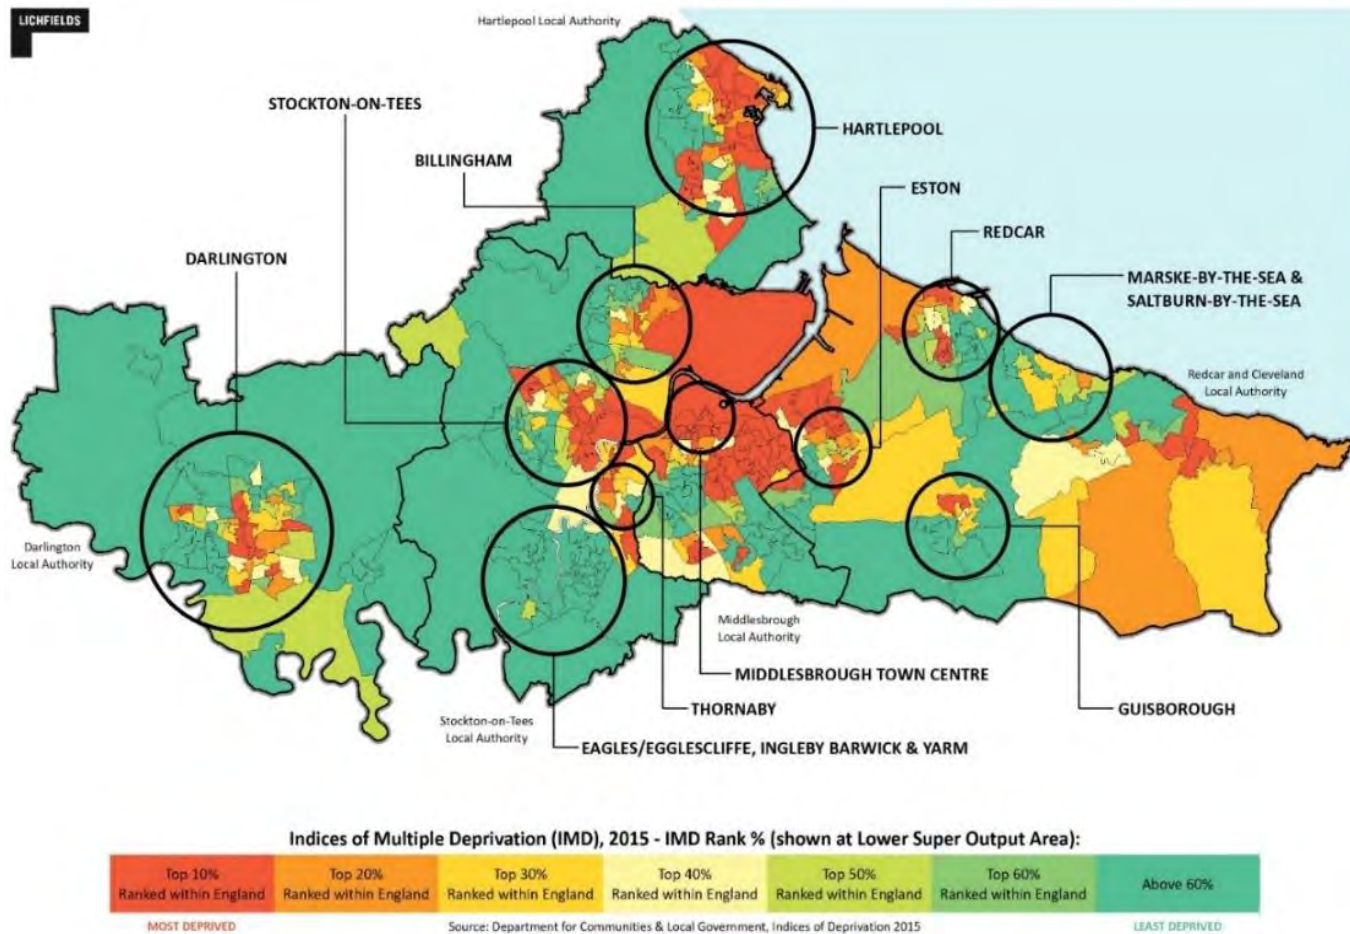 LICHFIELDS
Hartlepool Local Authority
STOCKTON-ON-TEES
BILLINGHAM
HARTLEPOOL
ESTON
REDCAR
DARLINGTON
MARSKE-BY-THE-SEA &
SALTBURN-BY-THE-SEA
Redcar and Cleveland
Local Authority
Darlington
Local Authority
Middlesbrough
Local Authority
MIDDLESBROUGH TOWN CENTRE
THORNABY
GUISBOROUGH
Stockton-on-Tees
Local Authority
EAGLES/EGGLESCLIFFE, INGLEBY BARWICK & YARM
Indices of Multiple Deprivation (IMD), 2015 - IMD Rank % (shown at Lower Super Output Area):
Top 10%
Ranked within England
Top 20%
Ranked within England
Top 30%
Ranked within England
Top 40%
Ranked within England
Top 50%
Ranked within England
Top 60%
Ranked within England
Above 60%
MOST DEPRIVED
Source: Department for Communities & Local Government, Indices of Deprivation 2015
LEAST DEPRIVED